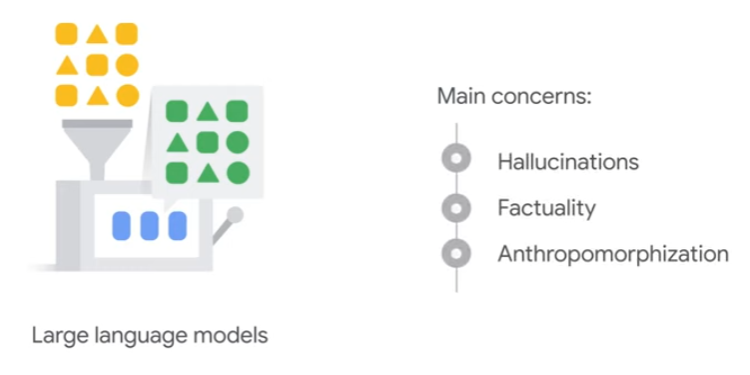 Main concerns:
Hallucinations
Factuality
Anthropomorphization
Large language models